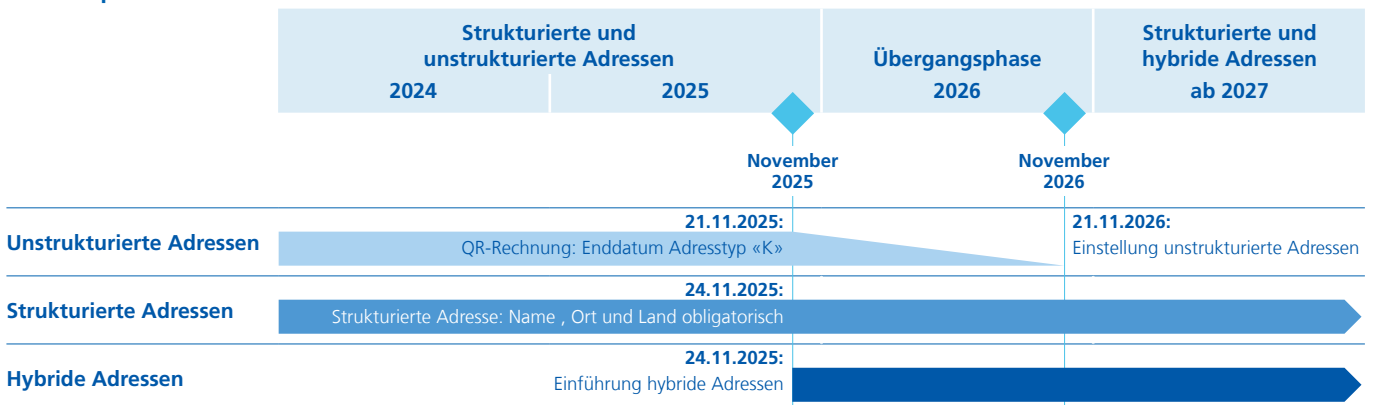 Strukturierte und
unstrukturierte Adressen
2024
2025
Übergangsphase
2026
Strukturierte und
hybride Adressen
ab 2027
November
2025
November
2026
Unstrukturierte Adressen
21.11.2025:
QR-Rechnung: Enddatum Adresstyp «K»
21.11.2026:
Einstellung unstrukturierte Adressen
Strukturierte Adressen
24.11.2025:
Strukturierte Adresse: Name , Ort und Land obligatorisch
Hybride Adressen
24.11.2025:
Einführung hybride Adressen